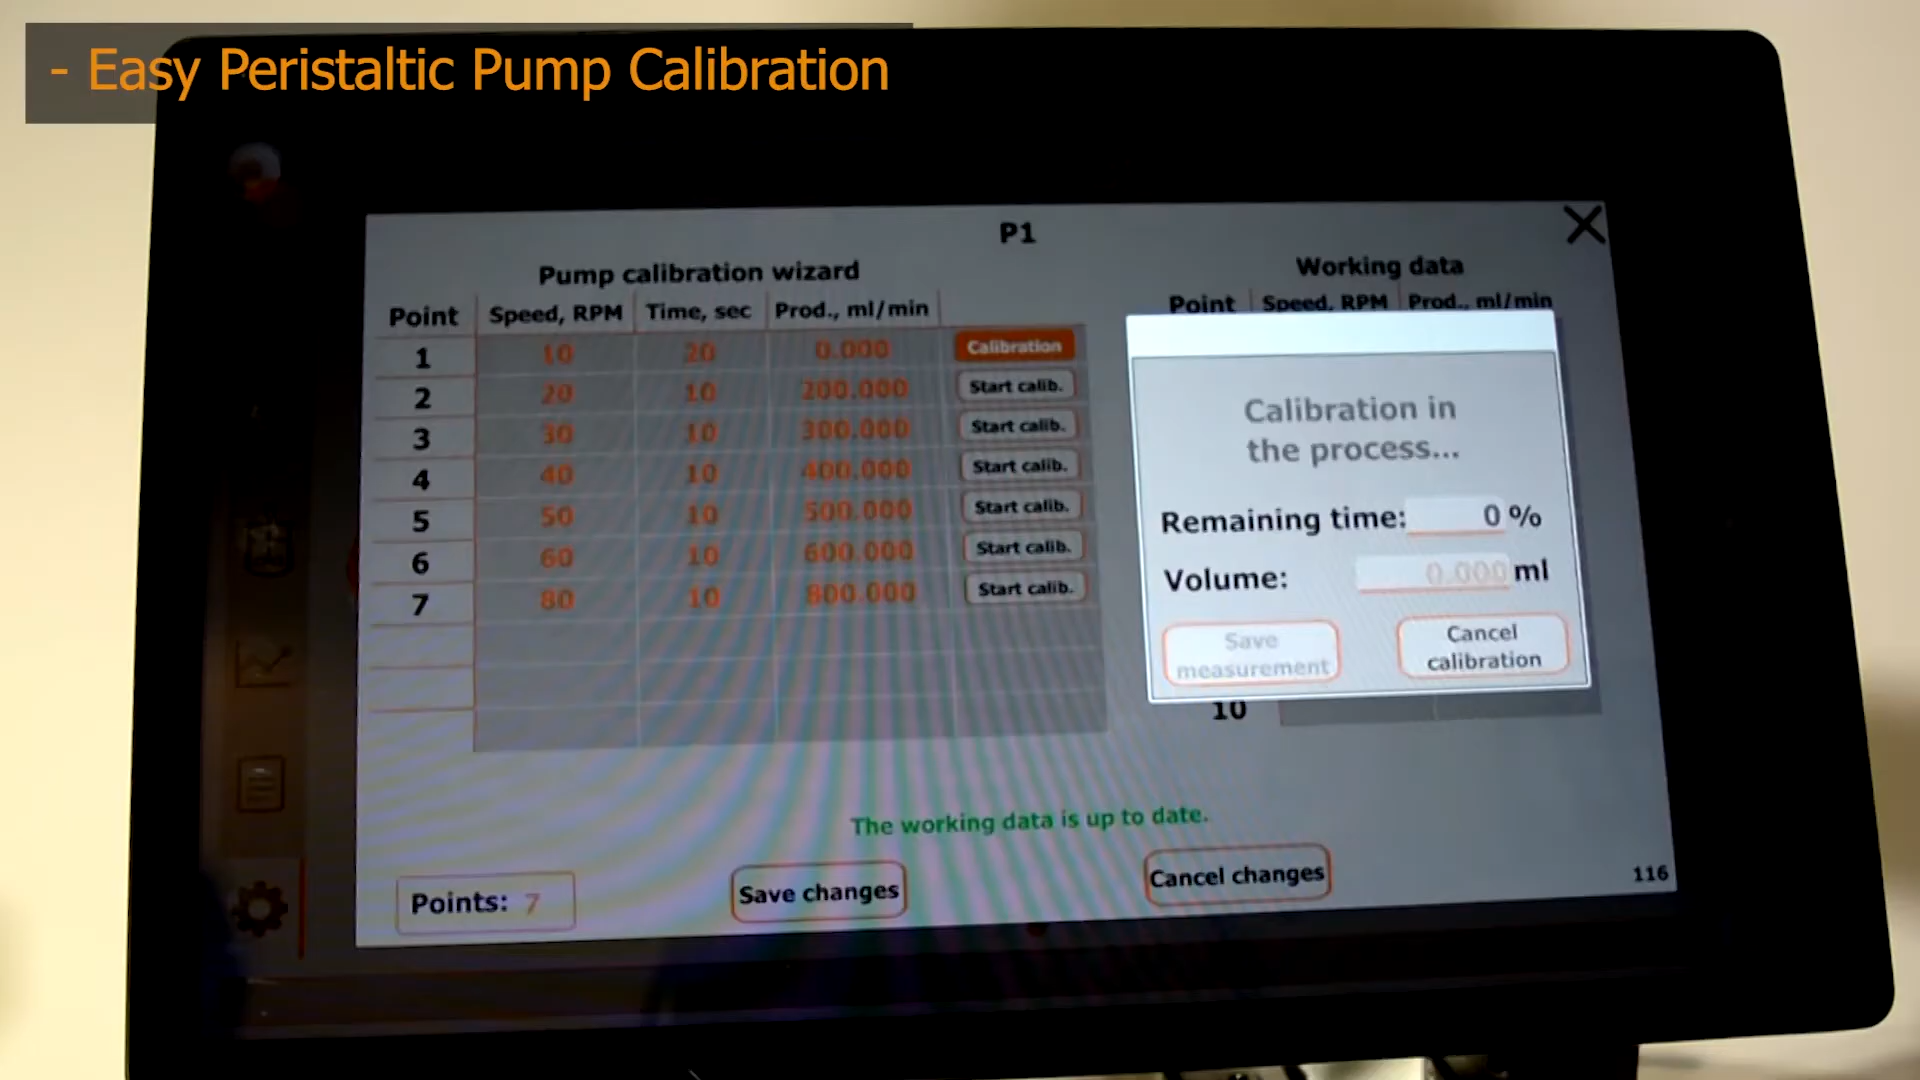 - Easy Peristaltic Pump Calibration
P1
Pump calibration wizard
Working data
Point Speed, RPM Time, sec Prod., ml/min
Point Speed, RPM Prod., ml/min
1 10 20 0.000 Calibration
2 20 10 200.000 Start calib.
3 30 10 300.000 Start calib.
4 40 10 400.000 Start calib.
5 50 10 500.000 Start calib.
6 60 10 600.000 Start calib.
7 80 10 800.000 Start calib.
Calibration in
the process...
Remaining time: 0 %
Volume: 0.000 ml
Save
measurement
Cancel
calibration
10
The working data is up to date.
Points: 7
Save changes
Cancel changes
116